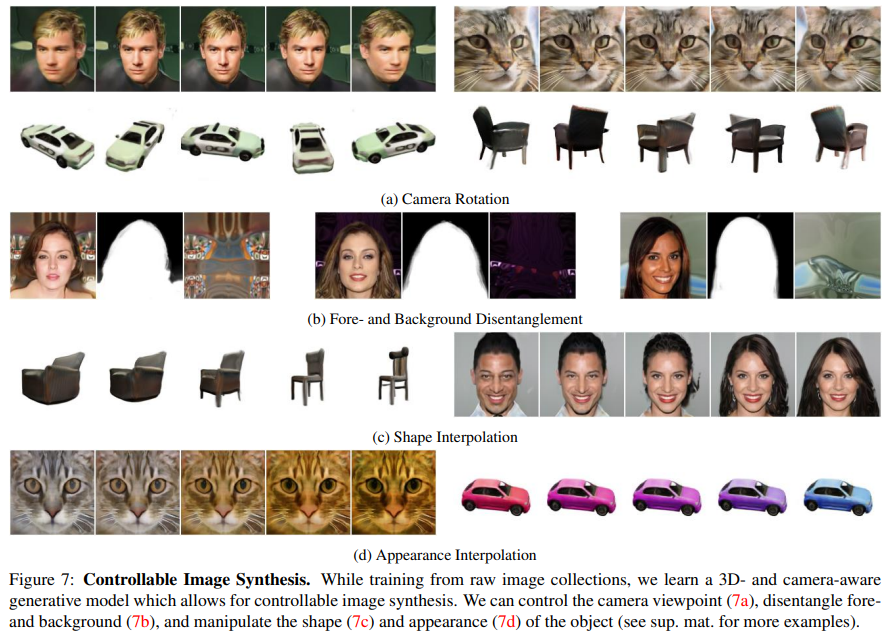 (a) Camera Rotation
(b) Fore- and Background Disentanglement
(c) Shape Interpolation
(d) Appearance Interpolation
Figure 7: Controllable Image Synthesis. While training from raw image collections, we learn a 3D- and camera-aware
generative model which allows for controllable image synthesis. We can control the camera viewpoint (7a), disentangle fore-
and background (7b), and manipulate the shape (7c) and appearance (7d) of the object (see sup. mat. for more examples).